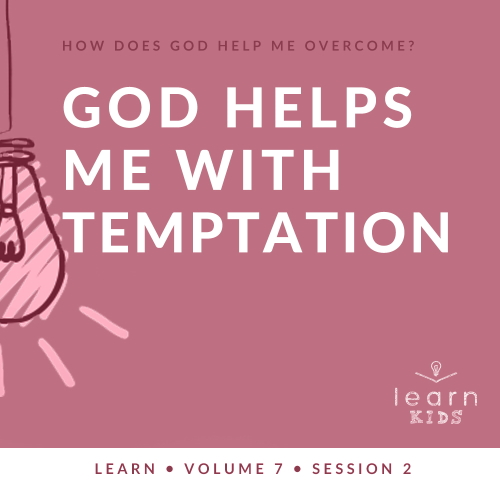 HOW DOES GOD HELP ME OVERCOME?
GOD HELPS
ME WITH
TEMPTATION
learn
KIDS
LEARN • VOLUME 7 • SESSION 2